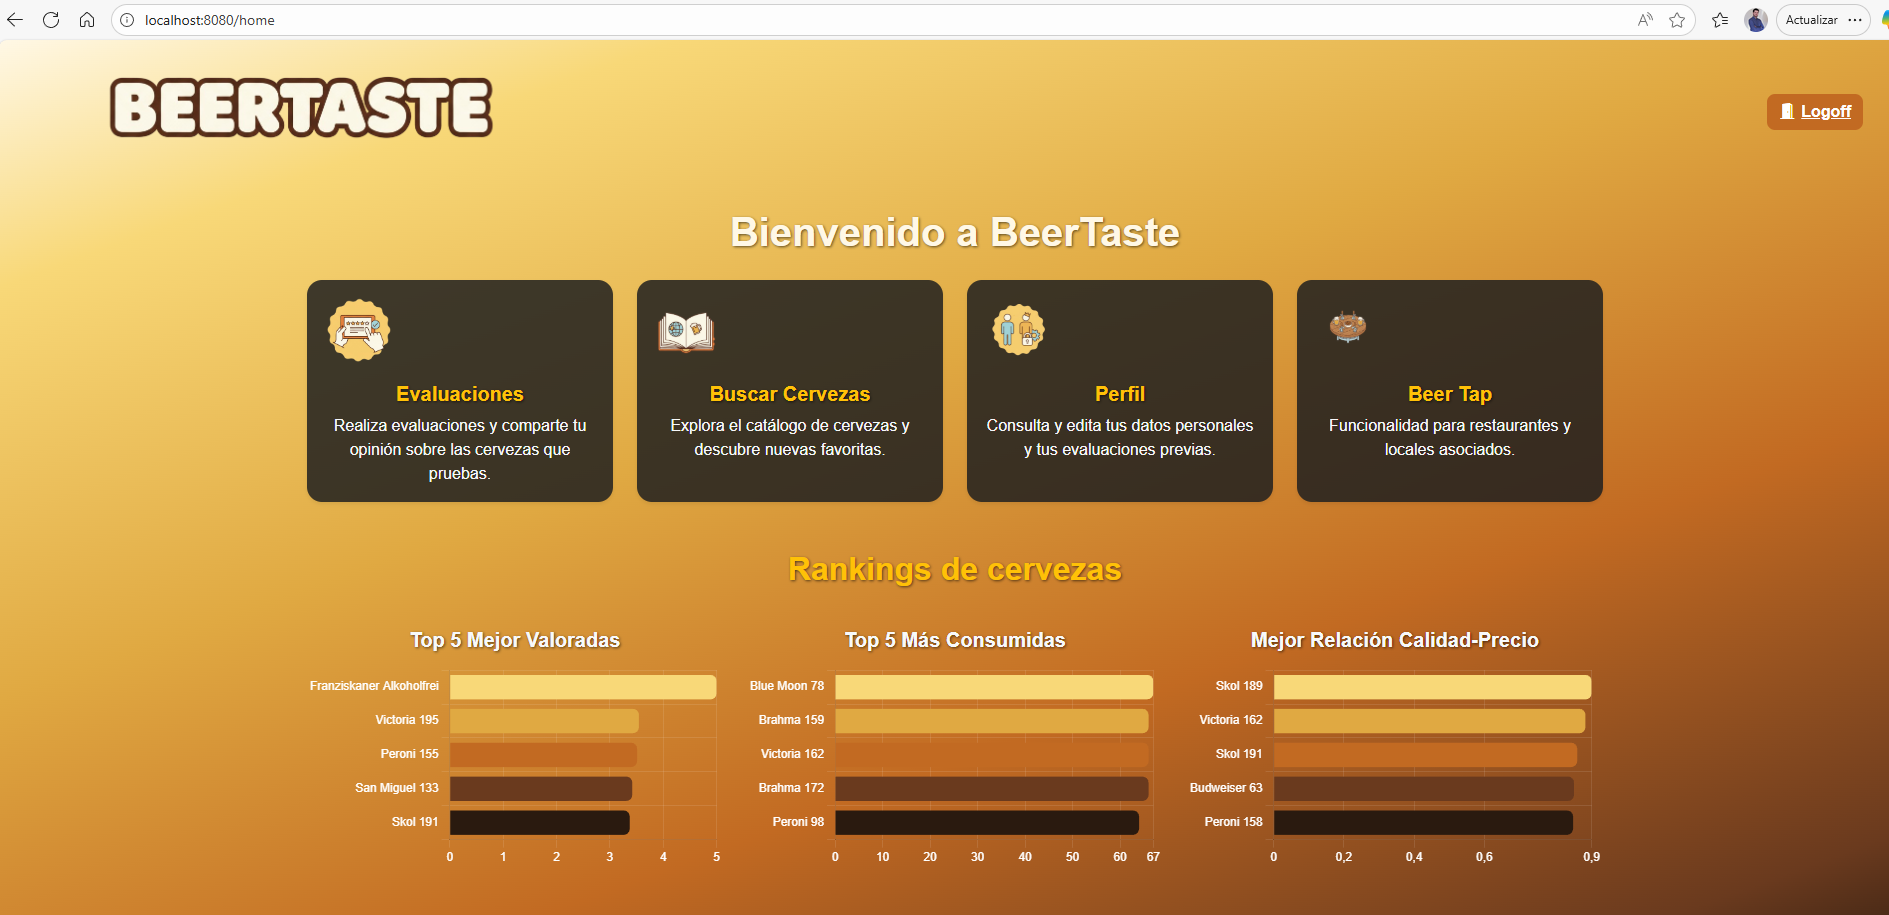 localhost:8080/home
Actualizar
BEERTASTE
Logoff
Bienvenido a BeerTaste
Evaluaciones
Realiza evaluaciones y comparte tu
opinión sobre las cervezas que
pruebas.
Buscar Cervezas
Explora el catálogo de cervezas y
descubre nuevas favoritas.
Perfil
Consulta y edita tus datos personales
y tus evaluaciones previas.
Beer Tap
Funcionalidad para restaurantes y
locales asociados.
Rankings de cervezas
Top 5 Mejor Valoradas
Franziskaner Alkoholfrei
Victoria 195
Peroni 155
San Miguel 133
Skol 191
0 1 2 3 4 5
Top 5 Más Consumidas
Blue Moon 78
Brahma 159
Victoria 162
Brahma 172
Peroni 98
0 10 20 30 40 50 60 67
Mejor Relación Calidad-Precio
Skol 189
Victoria 162
Skol 191
Budweiser 63
Peroni 158
0 0,2 0,4 0,6 0,9